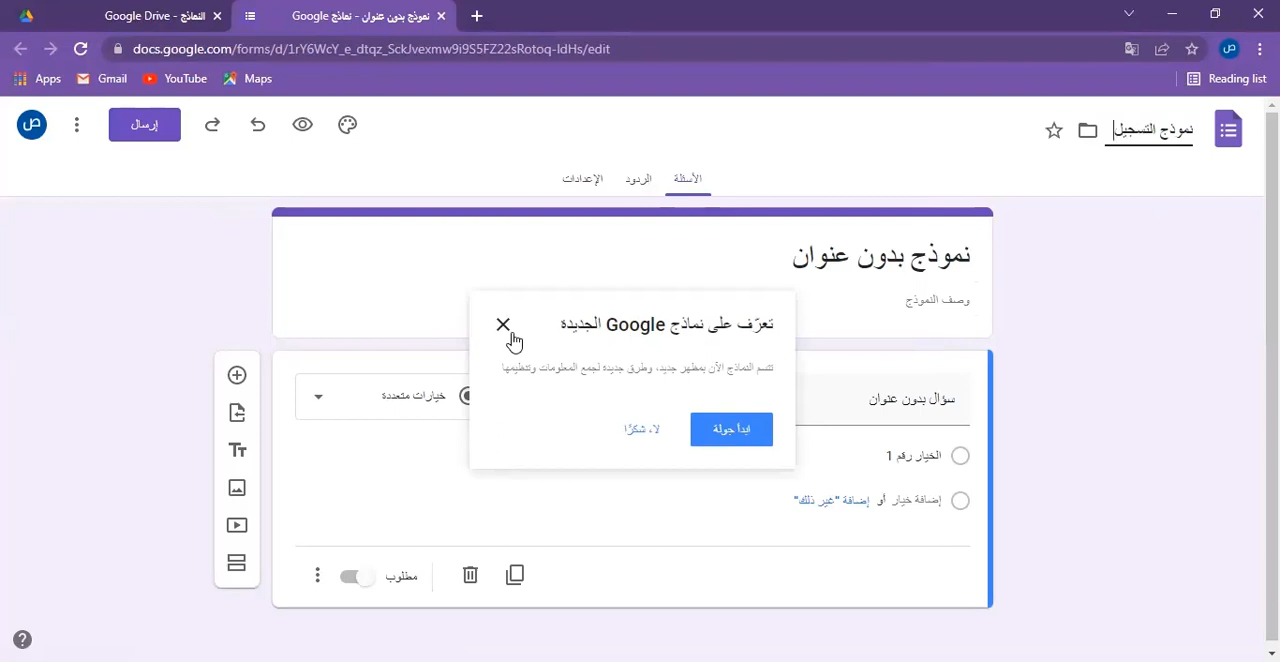 Google Drive - النماذج
نموذج بدون عنوان - نماذج Google
docs.google.com/forms/d/1rY6WcY_e_dtqz_SckJvexmw9i9S5FZ22sRotoq-IdHs/edit
ص
Apps
Gmail
YouTube
Maps
Reading list
نموذج التسجيل
إرسال
ص
الأسئلة
الردود
الإعدادات
نموذج بدون عنوان
وصف النموذج
تعرّف على نماذج Google الجديدة
تتسم النماذج الآن بمظهر جديد، وطرق جديدة لجمع المعلومات وتنظيمها
ابدأ جولة
لا، شكرًا
سؤال بدون عنوان
خيارات متعددة
الخيار رقم 1
إضافة خيار أو إضافة "غير ذلك"
مطلوب
Tт